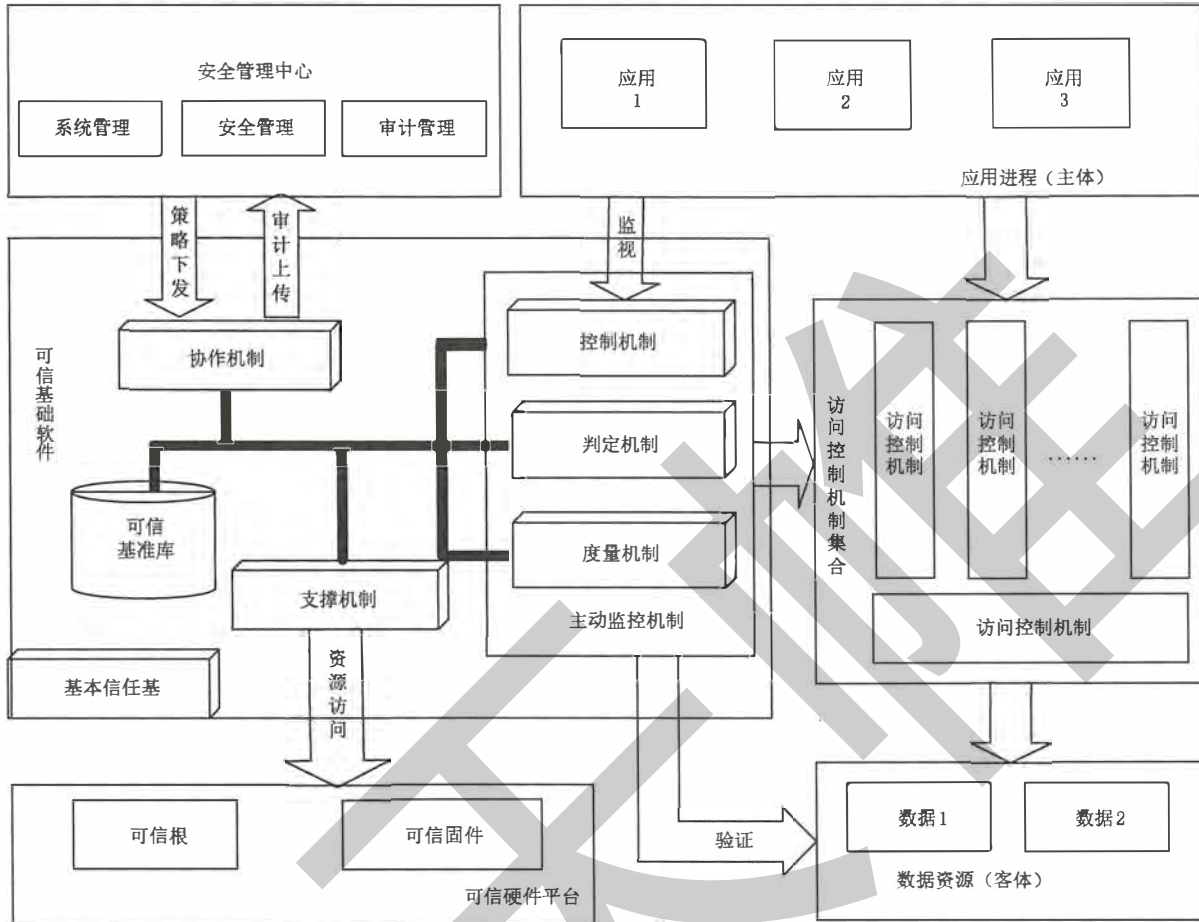 安全管理中心
系统管理
安全管理
审计管理
应用
1
应用
2
应用
3
应用进程（主体）
策略下发
审计上传
监视
可信基础软件
协作机制
可信
基准库
支撑机制
基本信任基
控制机制
判定机制
度量机制
主动监控机制
访问控制机制集合
访问
控制
机制
访问
控制
机制
……
访问
控制
机制
访问控制机制
资源访问
验证
可信根
可信固件
可信硬件平台
数据1
数据2
数据资源（客体）